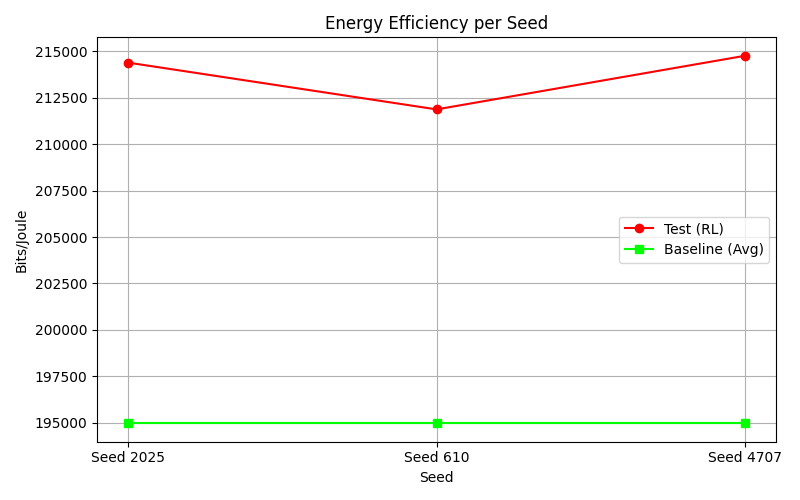 Energy Efficiency per Seed
215000
212500
210000
207500
205000
202500
200000
197500
195000
Bits/Joule
Test (RL)
Baseline (Avg)
Seed 2025
Seed 610
Seed 4707
Seed